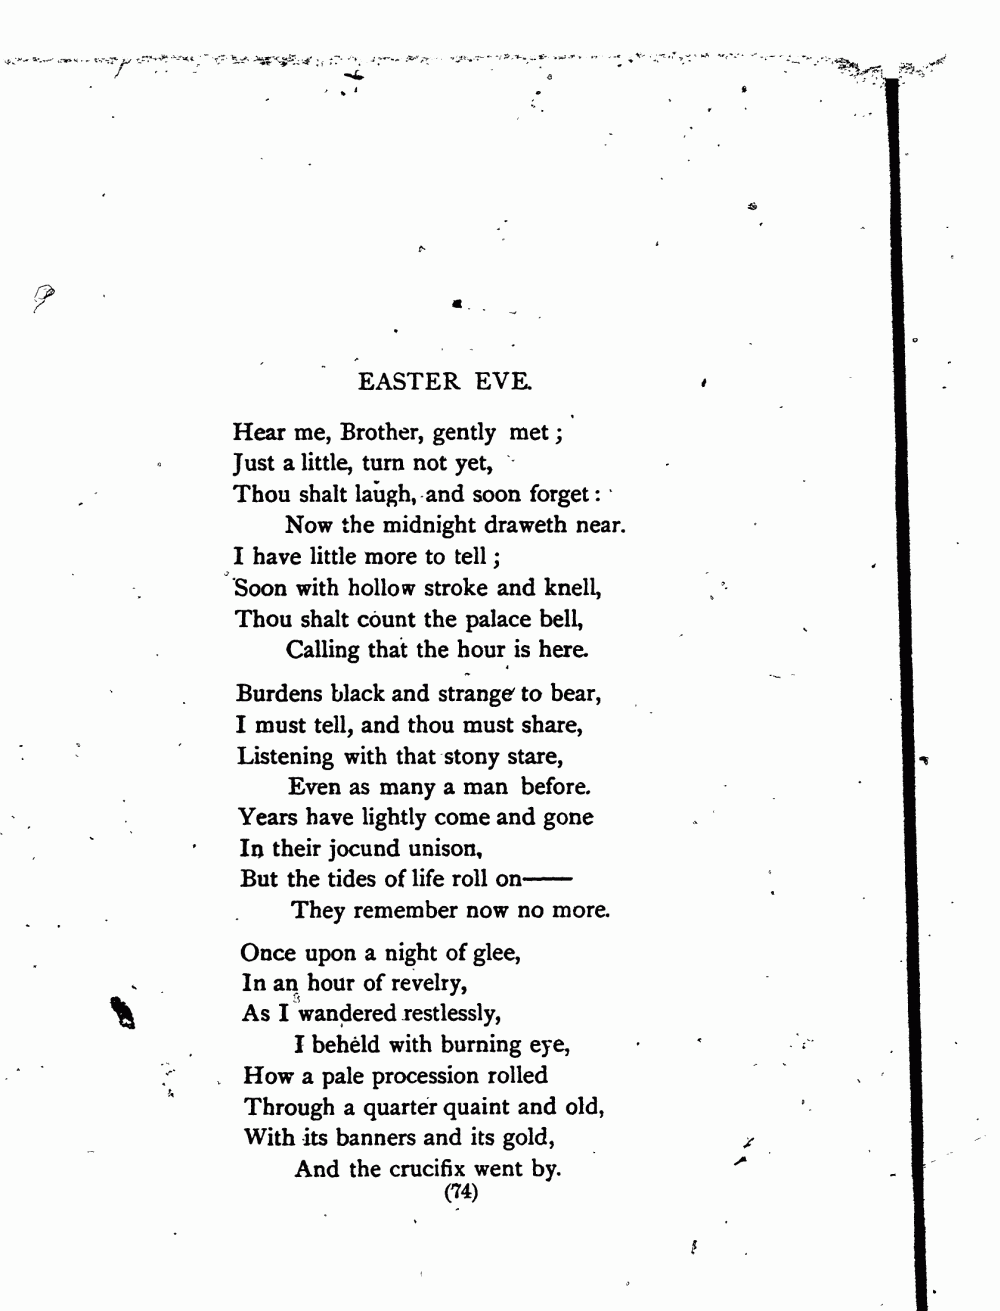 EASTER EVE.
Hear me, Brother, gently met ;
Just a little, turn not yet,
Thou shalt laugh, and soon forget :
Now the midnight draweth near.
I have little more to tell ;
Soon with hollow stroke and knell,
Thou shalt count the palace bell,
Calling that the hour is here.
Burdens black and strange to bear,
I must tell, and thou must share,
Listening with that stony stare,
Even as many a man before.
Years have lightly come and gone
In their jocund unison,
But the tides of life roll on——
They remember now no more.
Once upon a night of glee,
In an hour of revelry,
As I wandered restlessly,
I beheld with burning eye,
How a pale procession rolled
Through a quarter quaint and old,
With its banners and its gold,
And the crucifix went by.
(74)